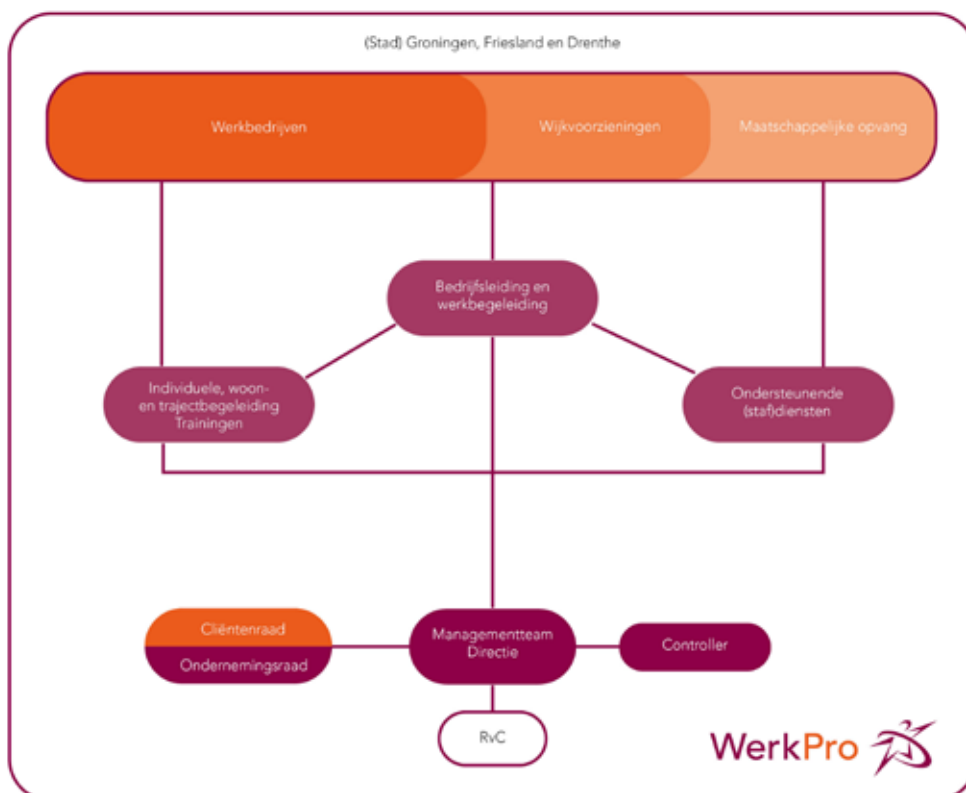 (Stad) Groningen, Friesland en Drenthe
Werkbedrijven
Wijkvoorzieningen
Maatschappelijke opvang
Bedrijfsleiding en
werkbegeleiding
Individuele, woon-
en trajectbegeleiding
Trainingen
Ondersteunende
(staf)diensten
Cliëntenraad
Ondernemingsraad
Managementteam
Directie
Controller
RvC
WerkPro